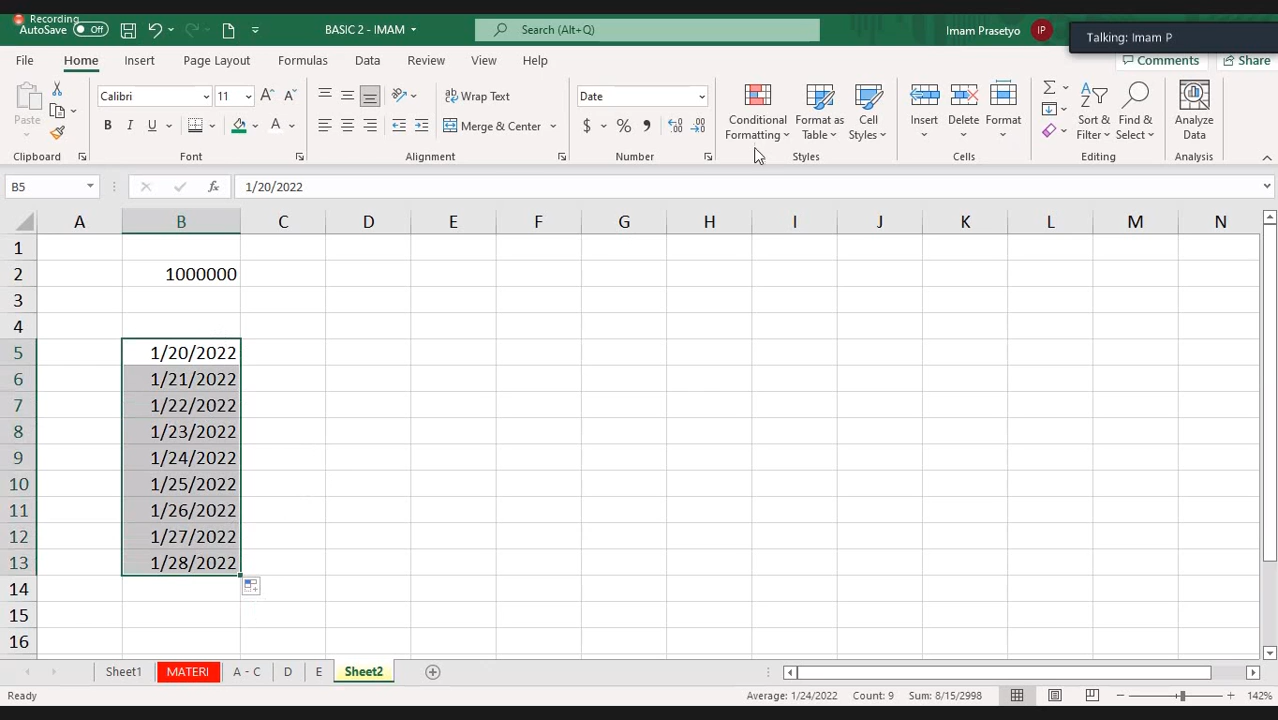 Recording
AutoSave Off
BASIC 2 - IMAM
Search (Alt+Q)
Imam Prasetyo IP
Talking: Imam P
File Home Insert Page Layout Formulas Data Review View Help
Comments Share
Paste
Clipboard
Calibri 11
B I U
Font
Wrap Text
Merge & Center
Alignment
Date
$ % ,
Number
Conditional Formatting
Format as Table
Cell Styles
Styles
Insert Delete Format
Cells
Sort & Filter
Find & Select
Editing
Analyze Data
Analysis
B5 fx 1/20/2022
A B C D E F G H I J K L M N
1
2 1000000
3
4
5 1/20/2022
6 1/21/2022
7 1/22/2022
8 1/23/2022
9 1/24/2022
10 1/25/2022
11 1/26/2022
12 1/27/2022
13 1/28/2022
14
15
16
Sheet1 MATERI A - C D E Sheet2
Ready Average: 1/24/2022 Count: 9 Sum: 8/15/2998 142%